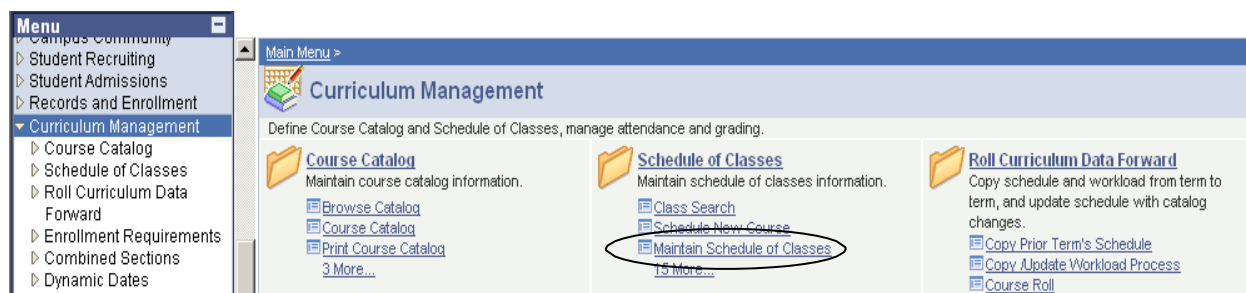 Menu
Campus Community
Student Recruiting
Student Admissions
Records and Enrollment
Curriculum Management
Course Catalog
Schedule of Classes
Roll Curriculum Data
Forward
Enrollment Requirements
Combined Sections
Dynamic Dates
Main Menu >
Curriculum Management
Define Course Catalog and Schedule of Classes, manage attendance and grading.
Course Catalog
Maintain course catalog information.
Browse Catalog
Course Catalog
Print Course Catalog
3 More...
Schedule of Classes
Maintain schedule of classes information.
Class Search
Schedule New Course
Maintain Schedule of Classes
15 More...
Roll Curriculum Data Forward
Copy schedule and workload from term to
term, and update schedule with catalog
changes.
Copy Prior Term's Schedule
Copy /Update Workload Process
Course Roll